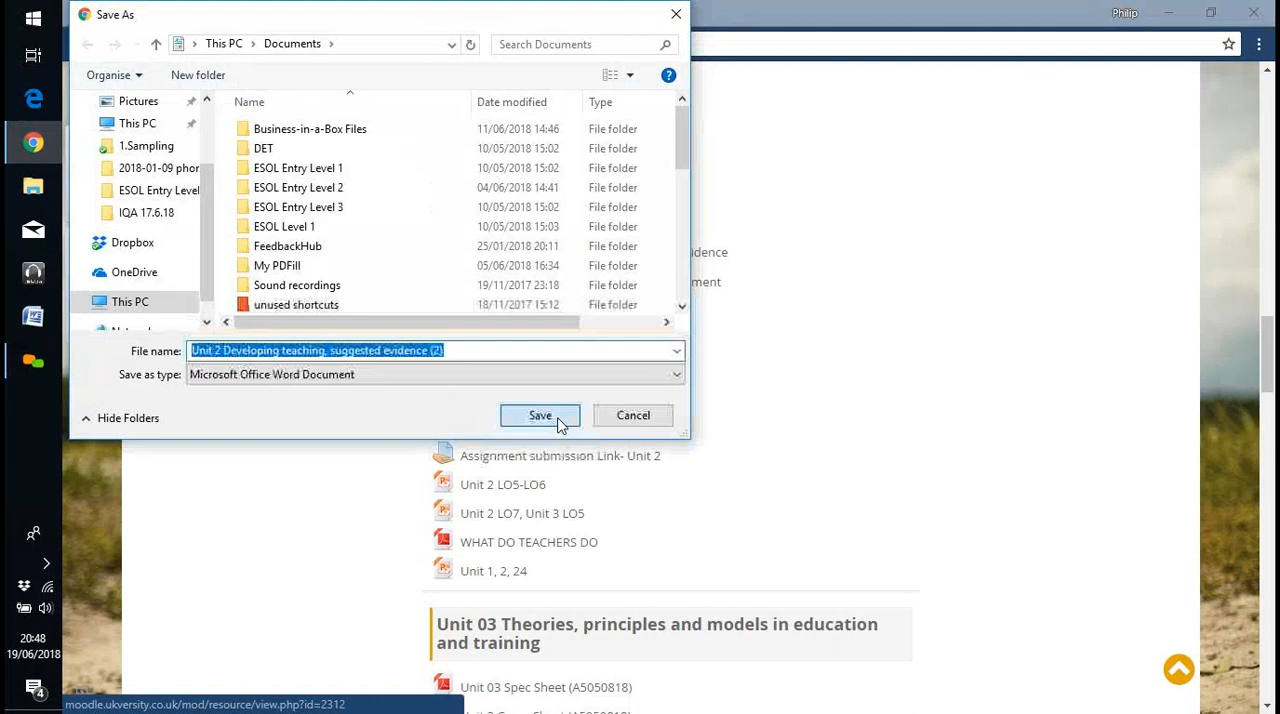 Save As
Philip
This PC > Documents >
Search Documents
Organise
New folder
Name
Date modified
Type
Pictures
This PC
1.Sampling
2018-01-09 phor
ESOL Entry Level
IQA 17.6.18
Dropbox
OneDrive
This PC
Business-in-a-Box Files 11/06/2018 14:46 File folder
DET 10/05/2018 15:02 File folder
ESOL Entry Level 1 10/05/2018 15:02 File folder
ESOL Entry Level 2 04/06/2018 14:41 File folder
ESOL Entry Level 3 10/05/2018 15:02 File folder
ESOL Level 1 10/05/2018 15:03 File folder
FeedbackHub 25/01/2018 20:11 File folder
My PDFill 05/06/2018 16:34 File folder
Sound recordings 19/11/2017 23:18 File folder
unused shortcuts 18/11/2017 15:12 File folder
File name: Unit 2 Developing teaching, suggested evidence (2)
Save as type: Microsoft Office Word Document
Hide Folders
Save
Cancel
idence
ment
Assignment submission Link- Unit 2
Unit 2 LO5-LO6
Unit 2 LO7, Unit 3 LO5
WHAT DO TEACHERS DO
Unit 1, 2, 24
Unit 03 Theories, principles and models in education
and training
Unit 03 Spec Sheet (A5050818)
20:48
19/06/2018
4
moodle.ukversity.co.uk/mod/resource/view.php?id=2312